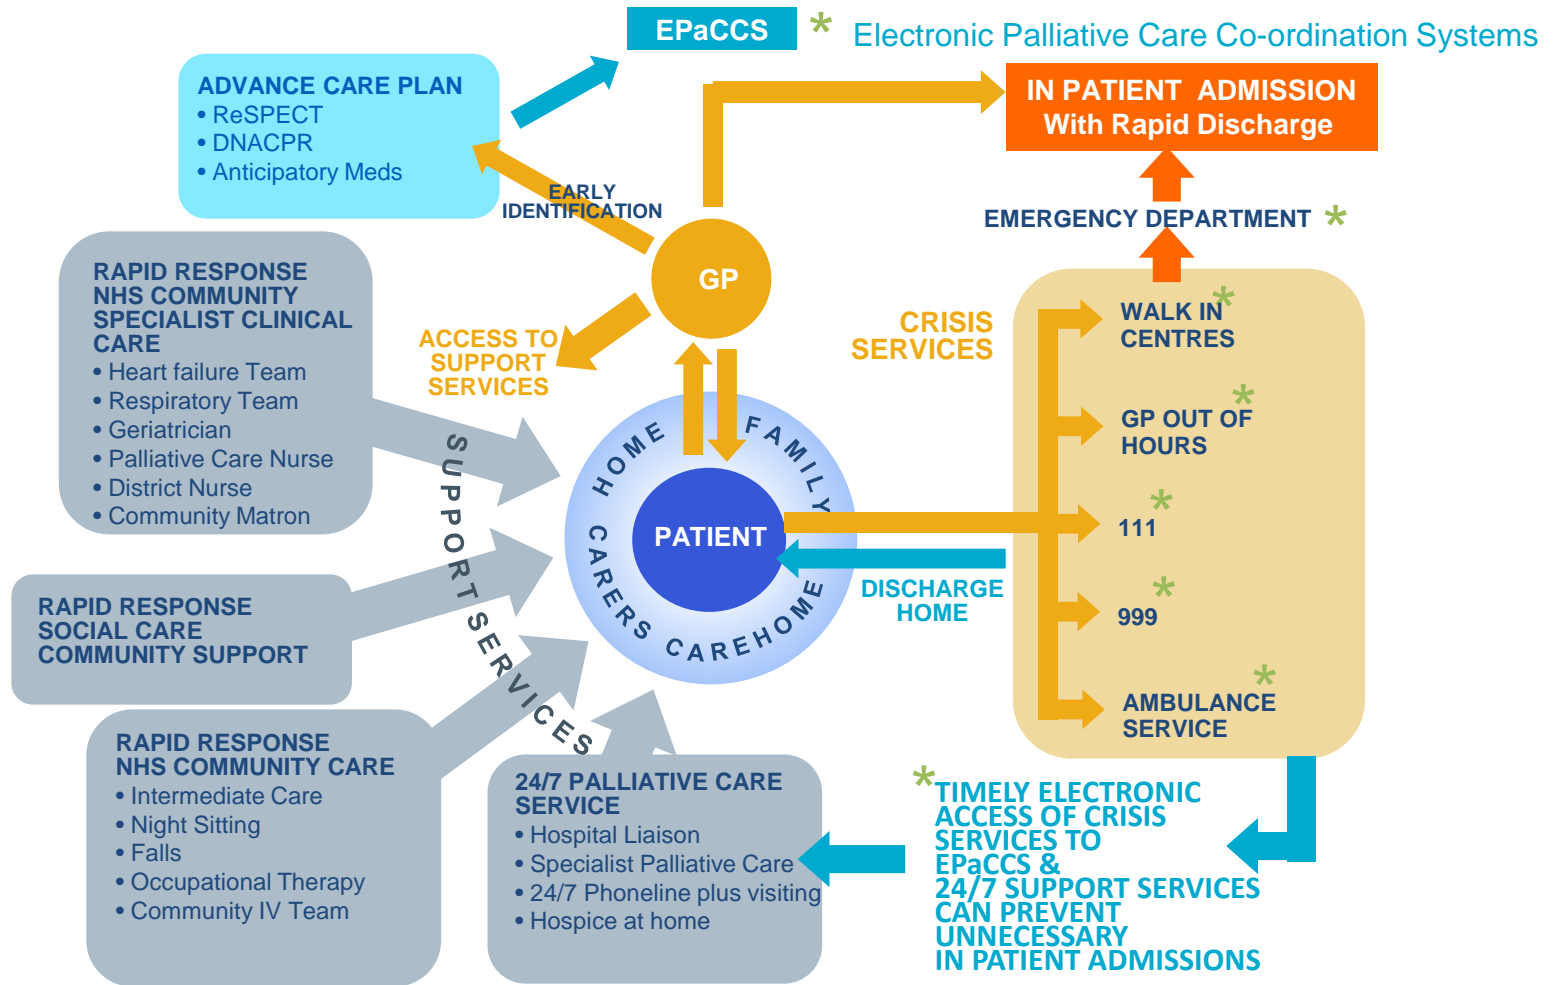 EPaCCS
* Electronic Palliative Care Co-ordination Systems
ADVANCE CARE PLAN
• ReSPECT
• DNACPR
• Anticipatory Meds
IN PATIENT ADMISSION
With Rapid Discharge
EARLY
IDENTIFICATION
EMERGENCY DEPARTMENT *
GP
RAPID RESPONSE
NHS COMMUNITY
SPECIALIST CLINICAL
CARE
• Heart failure Team
• Respiratory Team
• Geriatrician
• Palliative Care Nurse
• District Nurse
• Community Matron
ACCESS TO
SUPPORT
SERVICES
CRISIS
SERVICES
WALK IN *
CENTRES
GP OUT OF *
HOURS
111 *
999 *
AMBULANCE *
SERVICE
HOME
FAMILY
CARERS
CAREHOME
PATIENT
DISCHARGE
HOME
SUPPORT SERVICES
RAPID RESPONSE
SOCIAL CARE
COMMUNITY SUPPORT
RAPID RESPONSE
NHS COMMUNITY CARE
• Intermediate Care
• Night Sitting
• Falls
• Occupational Therapy
• Community IV Team
24/7 PALLIATIVE CARE
SERVICE
• Hospital Liaison
• Specialist Palliative Care
• 24/7 Phoneline plus visiting
• Hospice at home
* TIMELY ELECTRONIC
ACCESS OF CRISIS
SERVICES TO
EPaCCS &
24/7 SUPPORT SERVICES
CAN PREVENT
UNNECESSARY
IN PATIENT ADMISSIONS